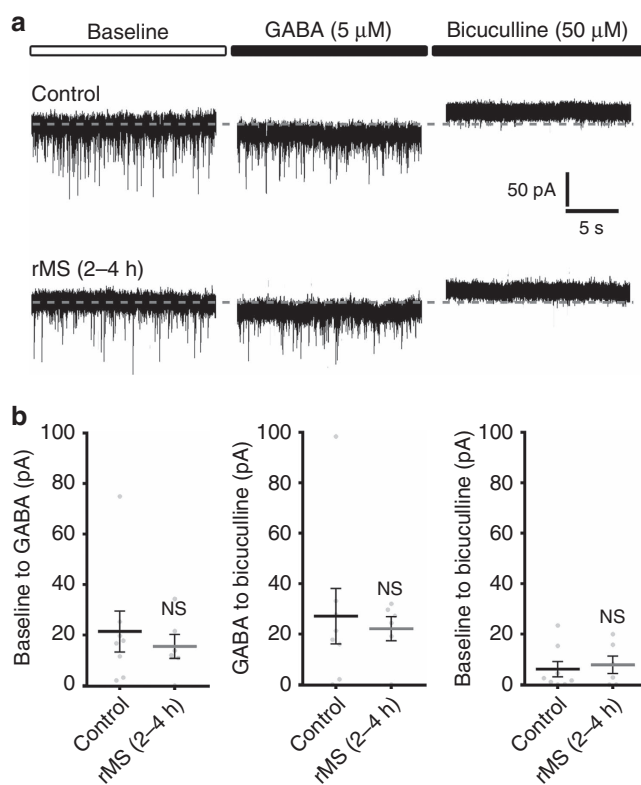 a
Baseline GABA (5 μM) Bicuculline (50 μM)
Control
50 pA
5 s
rMS (2–4 h)
b
Baseline to GABA (pA)
100
80
60
40
20
0
NS
Control
rMS (2–4 h)
GABA to bicuculline (pA)
100
80
60
40
20
0
NS
Control
rMS (2–4 h)
Baseline to bicuculline (pA)
100
80
60
40
20
0
NS
Control
rMS (2–4 h)